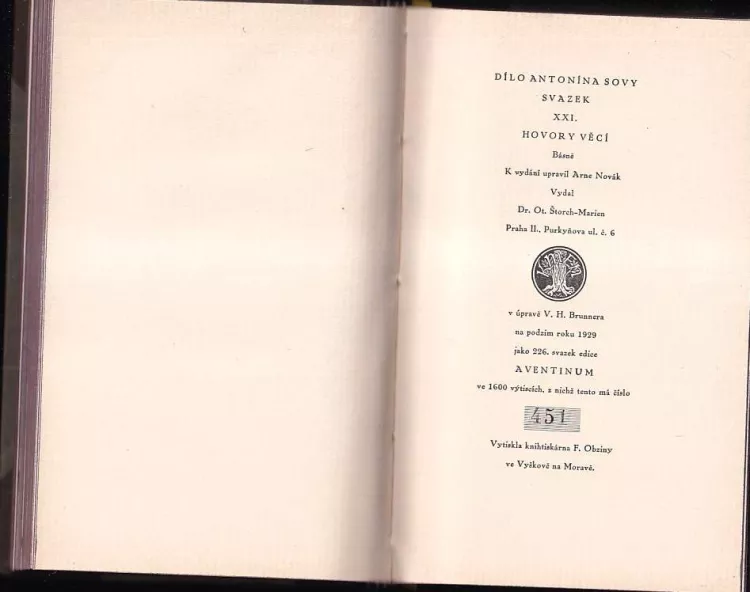 DÍLO ANTONÍNA SOVY
SVAZEK
XXI.
HOVORY VĚCÍ
Básně
K vydání upravil Arne Novák
Vydal
Dr. Ot. Štorch-Marien
Praha II., Purkyňova ul. č. 6
v úpravě V. H. Brunnera
na podzim roku 1929
jako 226. svazek edice
AVENTINUM
ve 1600 výtiscích, z nichž tento má číslo
451
Vytiskla knihtiskárna F. Obziny
ve Vyškově na Moravě.